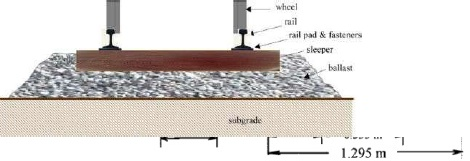 wheel
rail
rail pad & fasteners
sleeper
ballast
subgrade
1.295 m